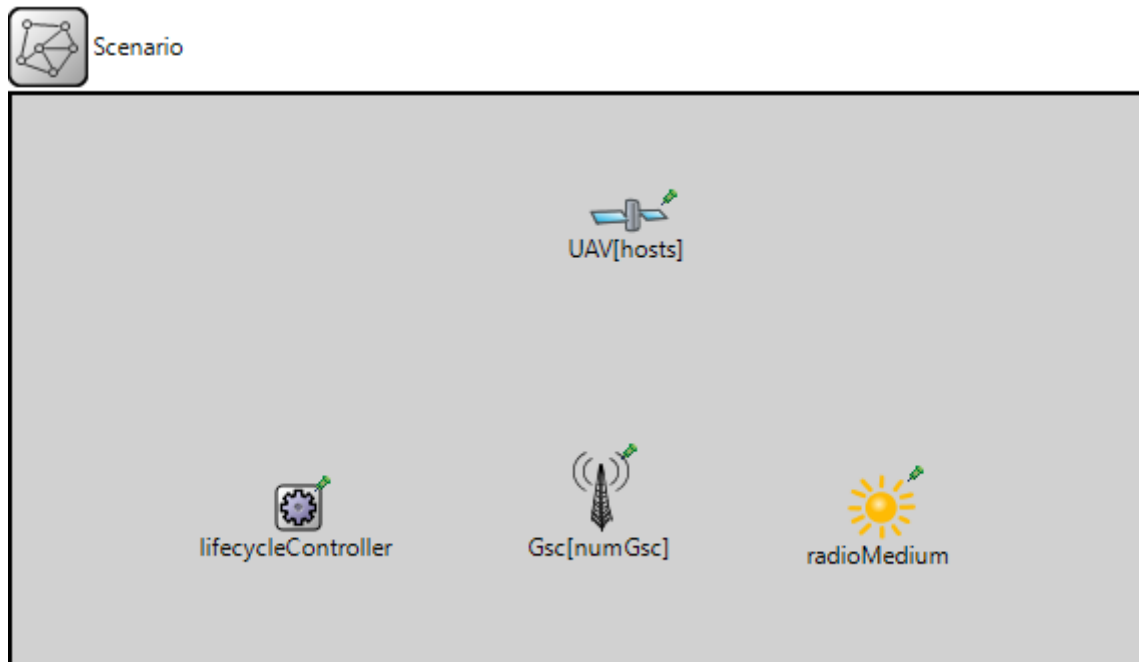 Scenario
UAV[hosts]
lifecycleController
Gsc[numGsc]
radioMedium